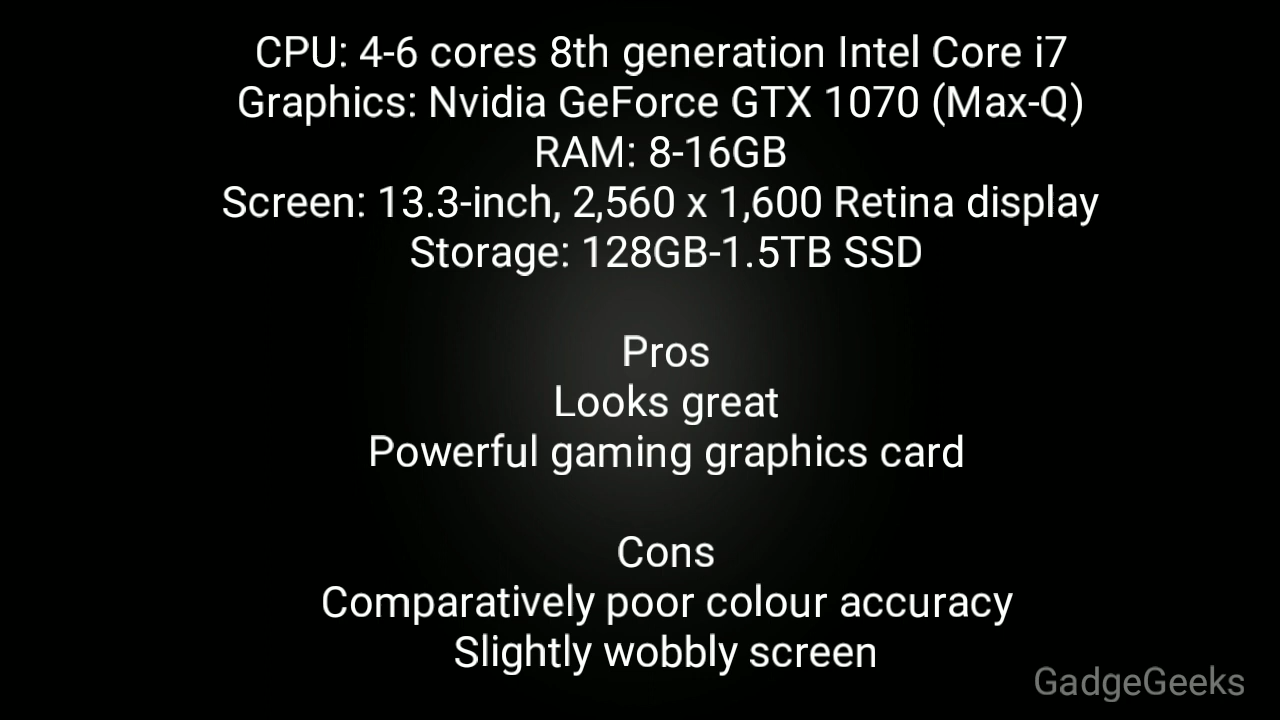 CPU: 4-6 cores 8th generation Intel Core i7
Graphics: Nvidia GeForce GTX 1070 (Max-Q)
RAM: 8-16GB
Screen: 13.3-inch, 2,560 x 1,600 Retina display
Storage: 128GB-1.5TB SSD
Pros
Looks great
Powerful gaming graphics card
Cons
Comparatively poor colour accuracy
Slightly wobbly screen
GadgeGeeks